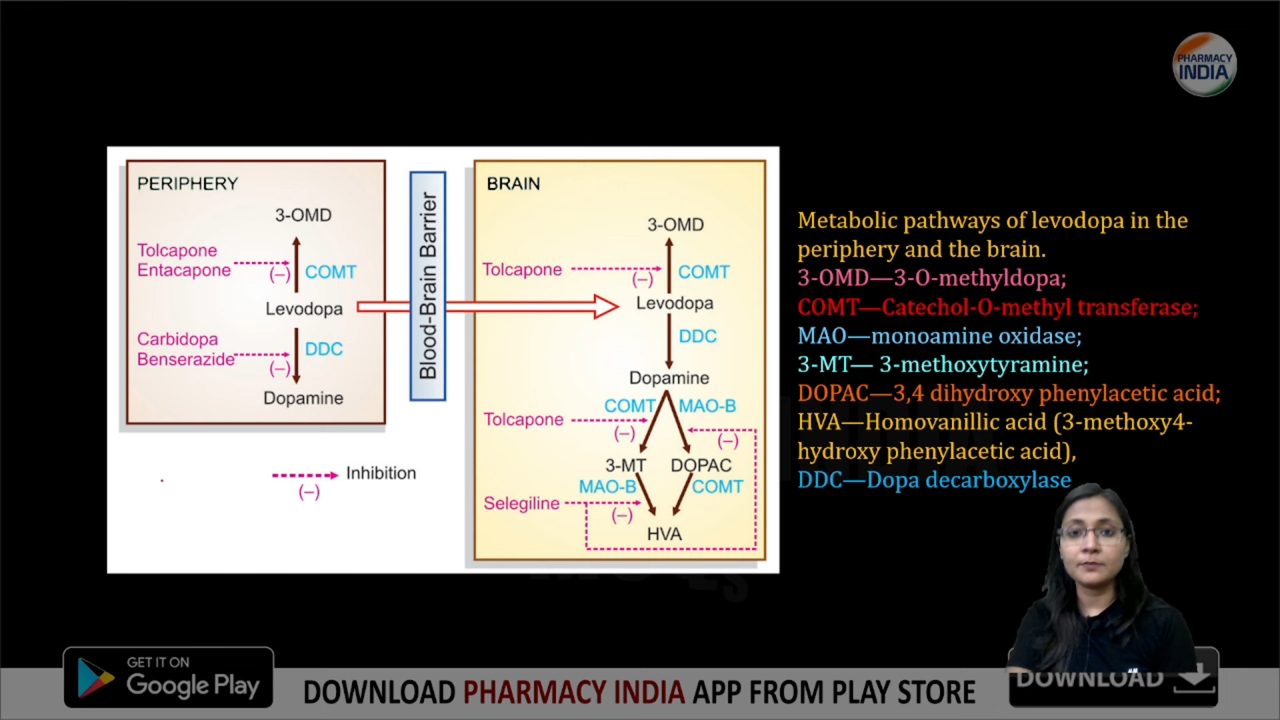 PHARMACY
INDIA
PERIPHERY
3-OMD
Tolcapone
Entacapone
(–)
COMT
Levodopa
Carbidopa
Benserazide
(–)
DDC
Dopamine
Inhibition
(–)
Blood-Brain Barrier
BRAIN
3-OMD
Tolcapone
(–)
COMT
Levodopa
DDC
Dopamine
COMT
MAO-B
Tolcapone
(–)
(–)
3-MT
DOPAC
MAO-B
COMT
Selegiline
(–)
HVA
Metabolic pathways of levodopa in the
periphery and the brain.
3-OMD—3-O-methyldopa;
COMT—Catechol-O-methyl transferase;
MAO—monoamine oxidase;
3-MT— 3-methoxytyramine;
DOPAC—3,4 dihydroxy phenylacetic acid;
HVA—Homovanillic acid (3-methoxy4-
hydroxy phenylacetic acid),
DDC—Dopa decarboxylase
GET IT ON
Google Play
DOWNLOAD PHARMACY INDIA APP FROM PLAY STORE
DOWNLOAD